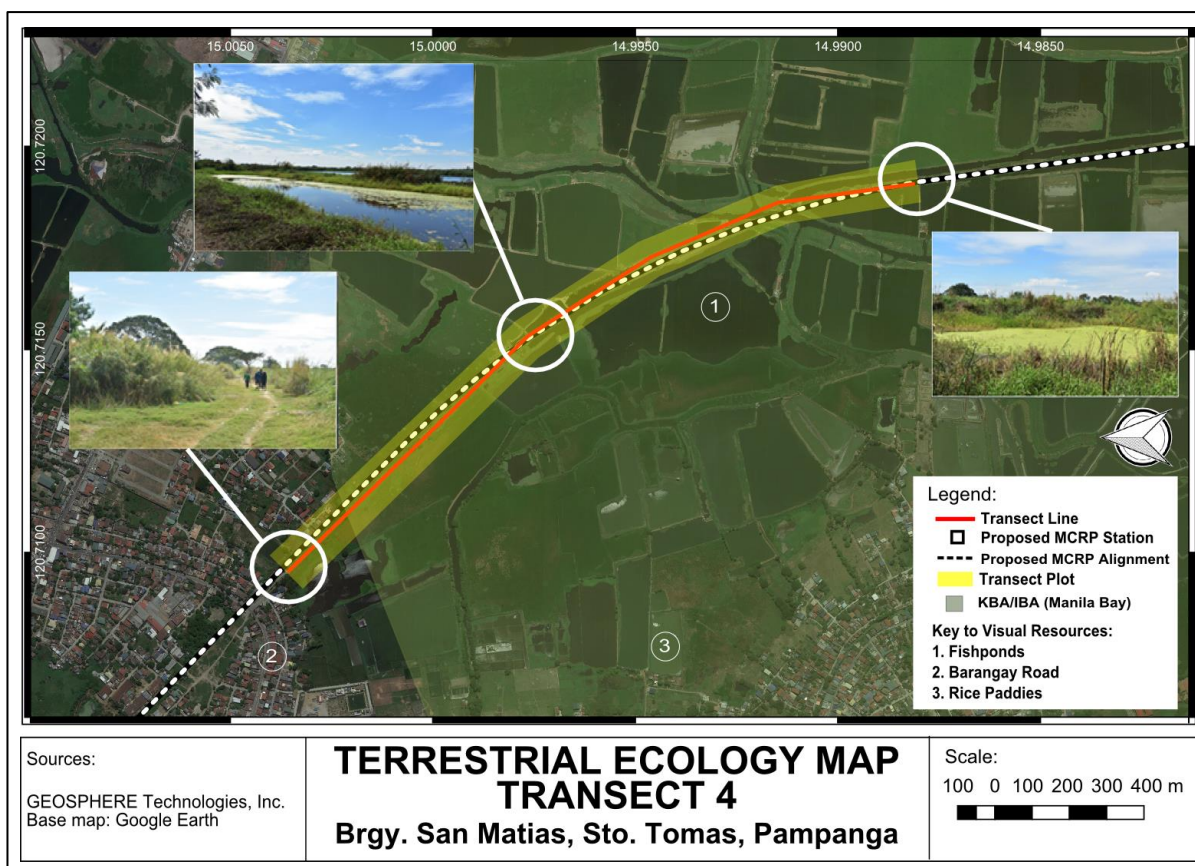 15.0050 15.0000 14.9995 14.9990 14.9985
120.7200
120.7150
120.7100
1
2
3
Legend:
Transect Line
Proposed MCRP Station
Proposed MCRP Alignment
Transect Plot
KBA/IBA (Manila Bay)
Key to Visual Resources:
1. Fishponds
2. Barangay Road
3. Rice Paddies
Sources:
GEOSPHERE Technologies, Inc.
Base map: Google Earth
TERRESTRIAL ECOLOGY MAP
TRANSECT 4
Brgy. San Matias, Sto. Tomas, Pampanga
Scale:
100 0 100 200 300 400 m